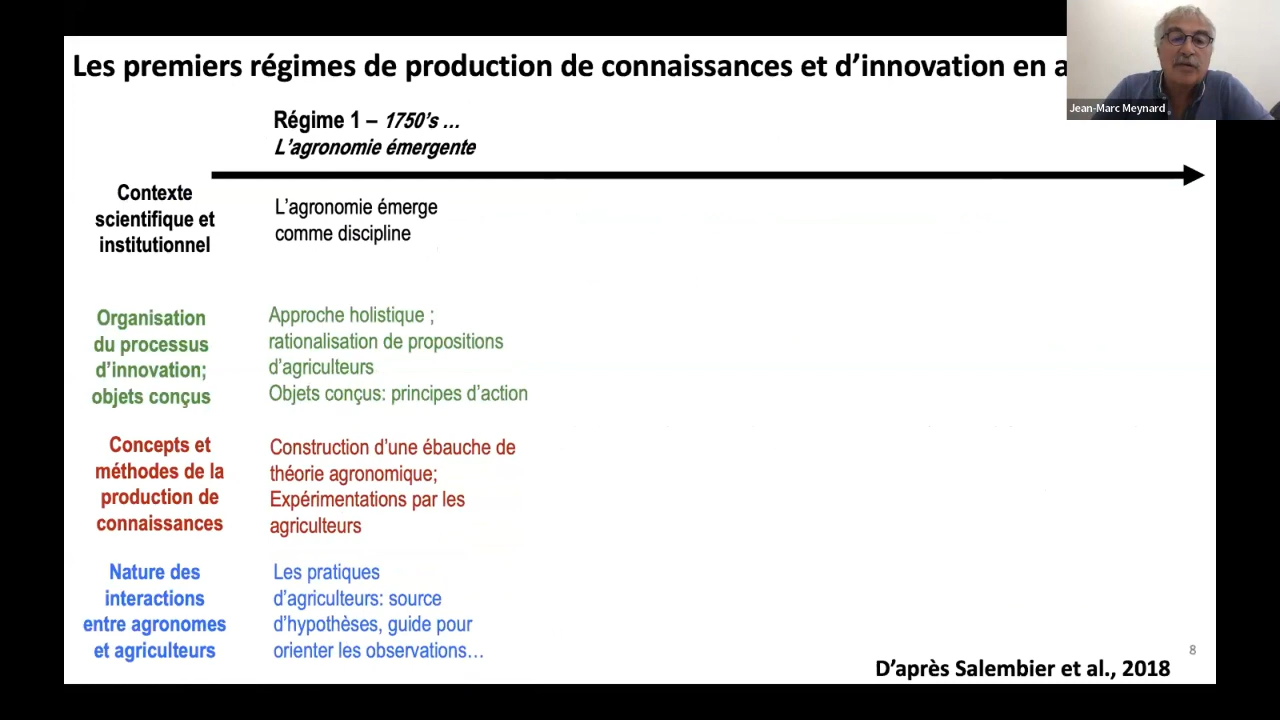 Les premiers régimes de production de connaissances et d’innovation en a
Jean-Marc Meynard
Régime 1 – 1750’s …
L’agronomie émergente
Contexte
scientifique et
institutionnel
L’agronomie émerge
comme discipline
Organisation
du processus
d’innovation;
objets conçus
Approche holistique ;
rationalisation de propositions
d’agriculteurs
Objets conçus: principes d’action
Concepts et
méthodes de la
production de
connaissances
Construction d’une ébauche de
théorie agronomique;
Expérimentations par les
agriculteurs
Nature des
interactions
entre agronomes
et agriculteurs
Les pratiques
d’agriculteurs: source
d’hypothèses, guide pour
orienter les observations…
8
D’après Salembier et al., 2018